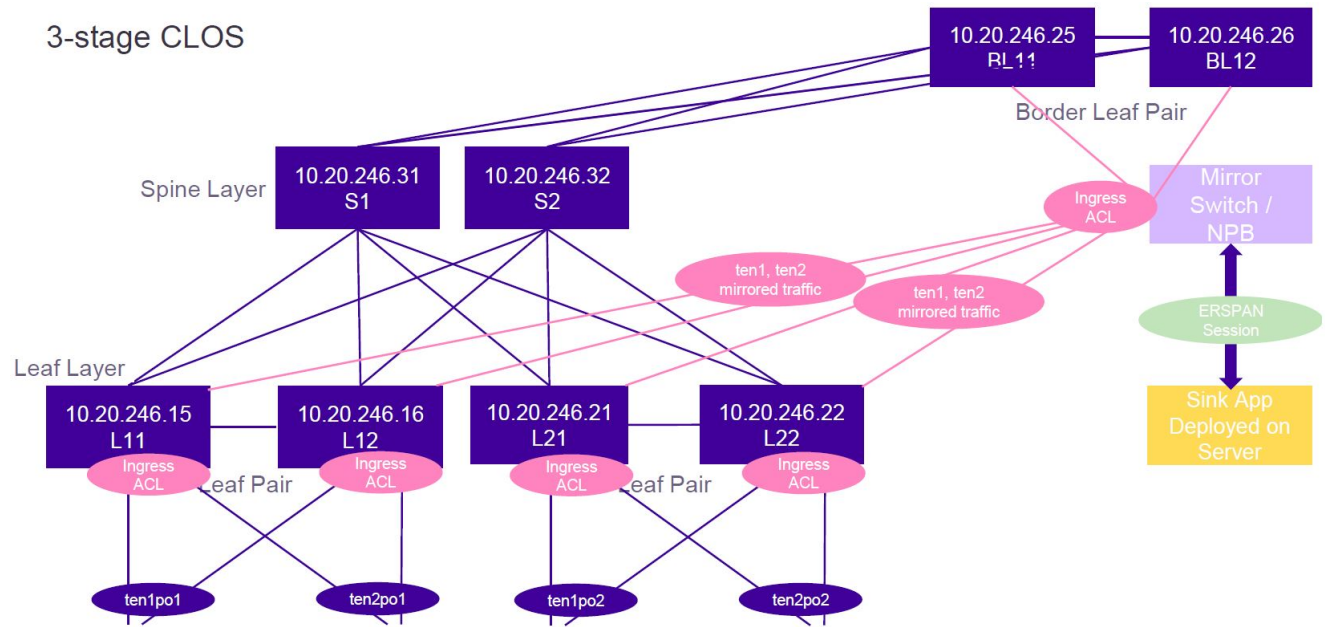 3-stage CLOS
10.20.246.25
BL11
10.20.246.26
BL12
Border Leaf Pair
Spine Layer
10.20.246.31
S1
10.20.246.32
S2
Ingress
ACL
Mirror
Switch /
NPB
ten1, ten2
mirrored traffic
ten1, ten2
mirrored traffic
ERSPAN
Session
Leaf Layer
10.20.246.15
L11
10.20.246.16
L12
10.20.246.21
L21
10.20.246.22
L22
Sink App
Deployed on
Server
Ingress
ACL
Leaf Pair
Ingress
ACL
Ingress
ACL
Leaf Pair
Ingress
ACL
ten1po1
ten2po1
ten1po2
ten2po2